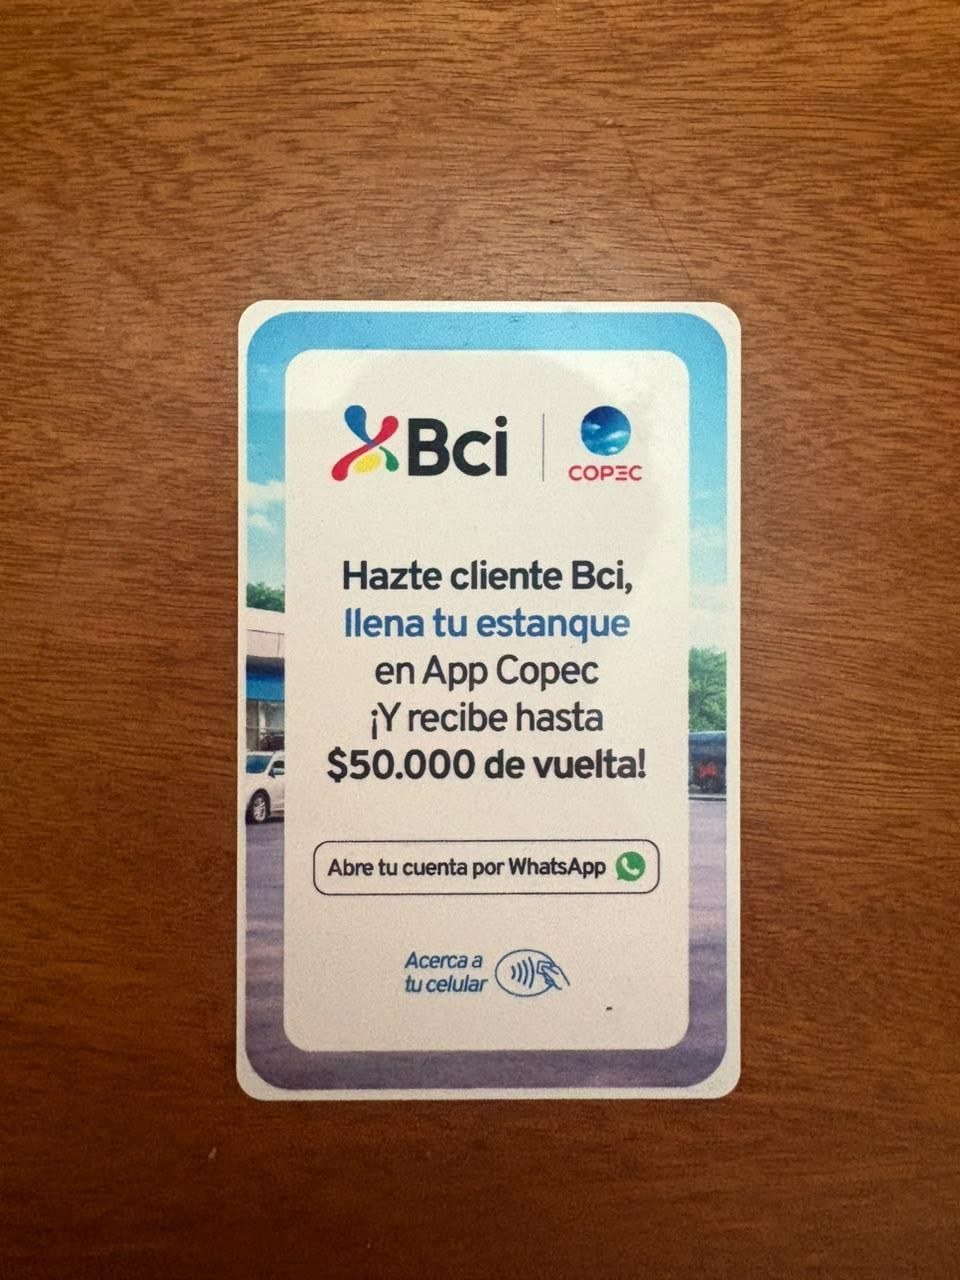 Bci
COPEC
Hazte cliente Bci,
llena tu estanque
en App Copec
¡Y recibe hasta
$50.000 de vuelta!
Abre tu cuenta por WhatsApp
Acerca a
tu celular